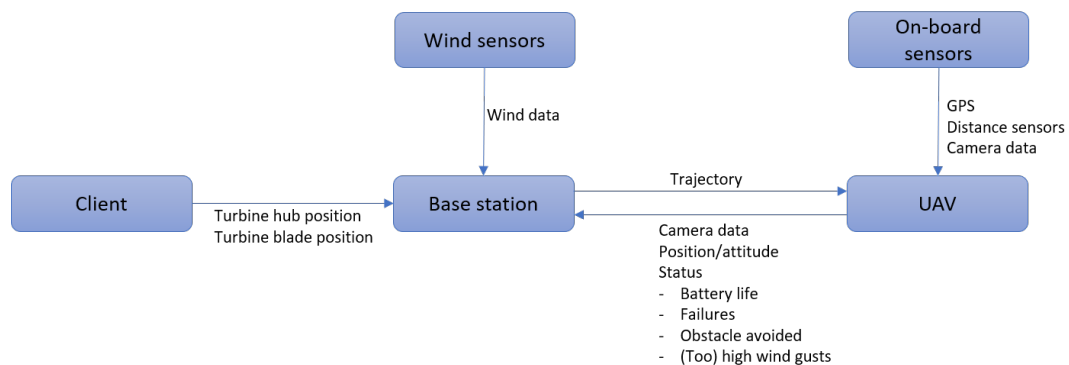 Wind sensors
On-board
sensors
Wind data
GPS
Distance sensors
Camera data
Client
Turbine hub position
Turbine blade position
Base station
Trajectory
UAV
Camera data
Position/attitude
Status
- Battery life
- Failures
- Obstacle avoided
- (Too) high wind gusts